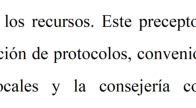 los recursos. Este precepto
ción de protocolos, convenio
ocales y la consejería co